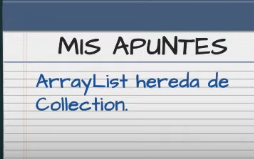 MIS APUNTES
ArrayList hereda de
Collection.